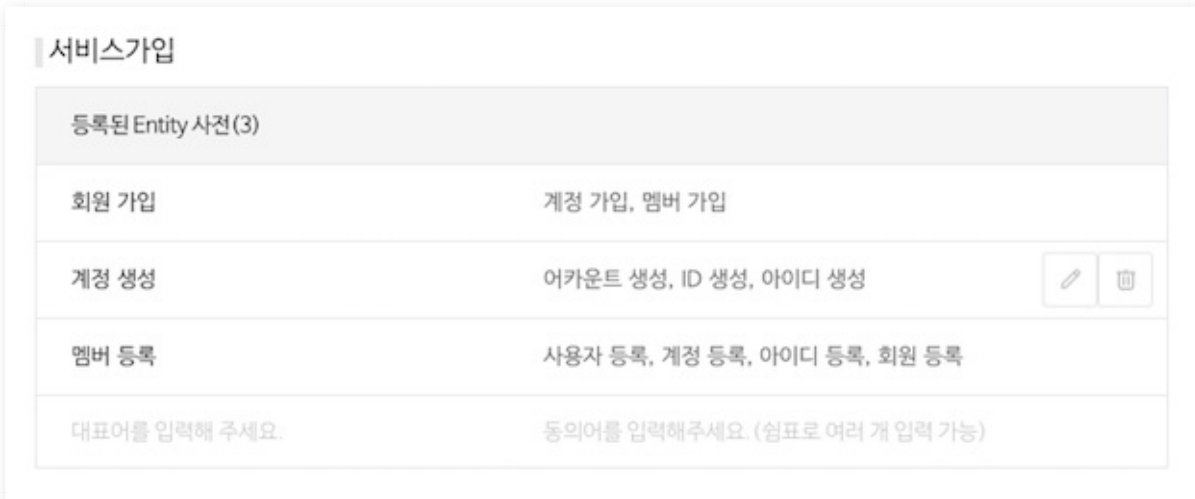 서비스가입
등록된 Entity 사전(3)
회원 가입 계정 가입, 멤버 가입
계정 생성 어카운트 생성, ID 생성, 아이디 생성
멤버 등록 사용자 등록, 계정 등록, 아이디 등록, 회원 등록
대표어를 입력해 주세요. 동의어를 입력해주세요. (쉼표로 여러 개 입력 가능)